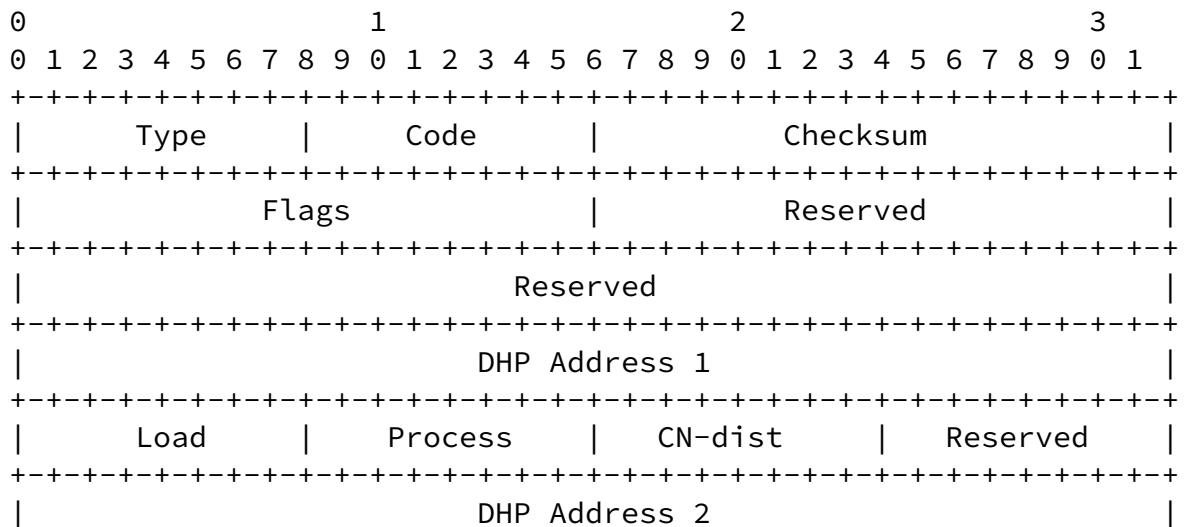 0                   1                   2                   3
0 1 2 3 4 5 6 7 8 9 0 1 2 3 4 5 6 7 8 9 0 1 2 3 4 5 6 7 8 9 0 1
+-+-+-+-+-+-+-+-+-+-+-+-+-+-+-+-+-+-+-+-+-+-+-+-+-+-+-+-+-+-+-+-+
|      Type     |     Code      |          Checksum             |
+-+-+-+-+-+-+-+-+-+-+-+-+-+-+-+-+-+-+-+-+-+-+-+-+-+-+-+-+-+-+-+-+
|             Flags             |          Reserved             |
+-+-+-+-+-+-+-+-+-+-+-+-+-+-+-+-+-+-+-+-+-+-+-+-+-+-+-+-+-+-+-+-+
|                           Reserved                            |
+-+-+-+-+-+-+-+-+-+-+-+-+-+-+-+-+-+-+-+-+-+-+-+-+-+-+-+-+-+-+-+-+
|                         DHP Address 1                         |
+-+-+-+-+-+-+-+-+-+-+-+-+-+-+-+-+-+-+-+-+-+-+-+-+-+-+-+-+-+-+-+-+
|      Load     |    Process    |   CN-dist     |   Reserved    |
+-+-+-+-+-+-+-+-+-+-+-+-+-+-+-+-+-+-+-+-+-+-+-+-+-+-+-+-+-+-+-+-+
|                         DHP Address 2                         |